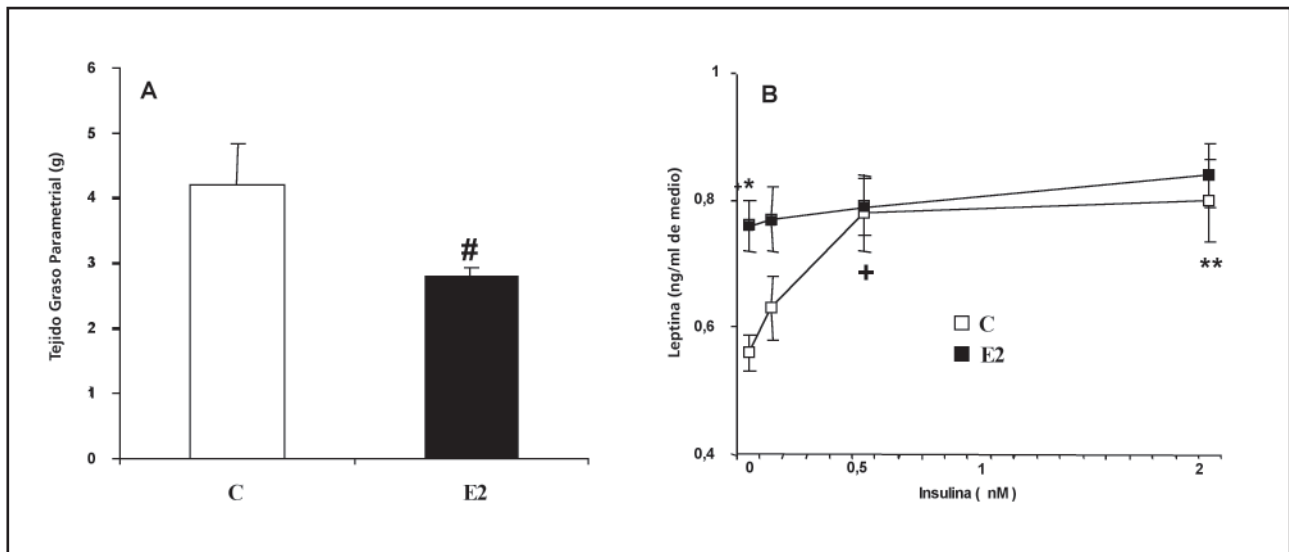 A
Tejido Graso Parametrial (g)
6
5
4
3
2
1
0
#
C
E2
B
Leptina (ng/ml de medio)
1
0,8
0,6
0,4
*
+
**
C
E2
0
0,5
1
2
Insulina ( nM)